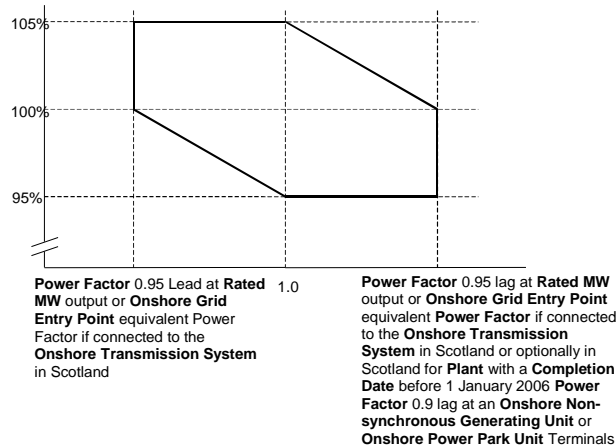 105%
100%
95%
Power Factor 0.95 Lead at Rated
MW output or Onshore Grid
Entry Point equivalent Power
Factor if connected to the
Onshore Transmission System
in Scotland
1.0
Power Factor 0.95 lag at Rated MW
output or Onshore Grid Entry Point
equivalent Power Factor if connected
to the Onshore Transmission
System in Scotland or optionally in
Scotland for Plant with a Completion
Date before 1 January 2006 Power
Factor 0.9 lag at an Onshore Non-
synchronous Generating Unit or
Onshore Power Park Unit Terminals